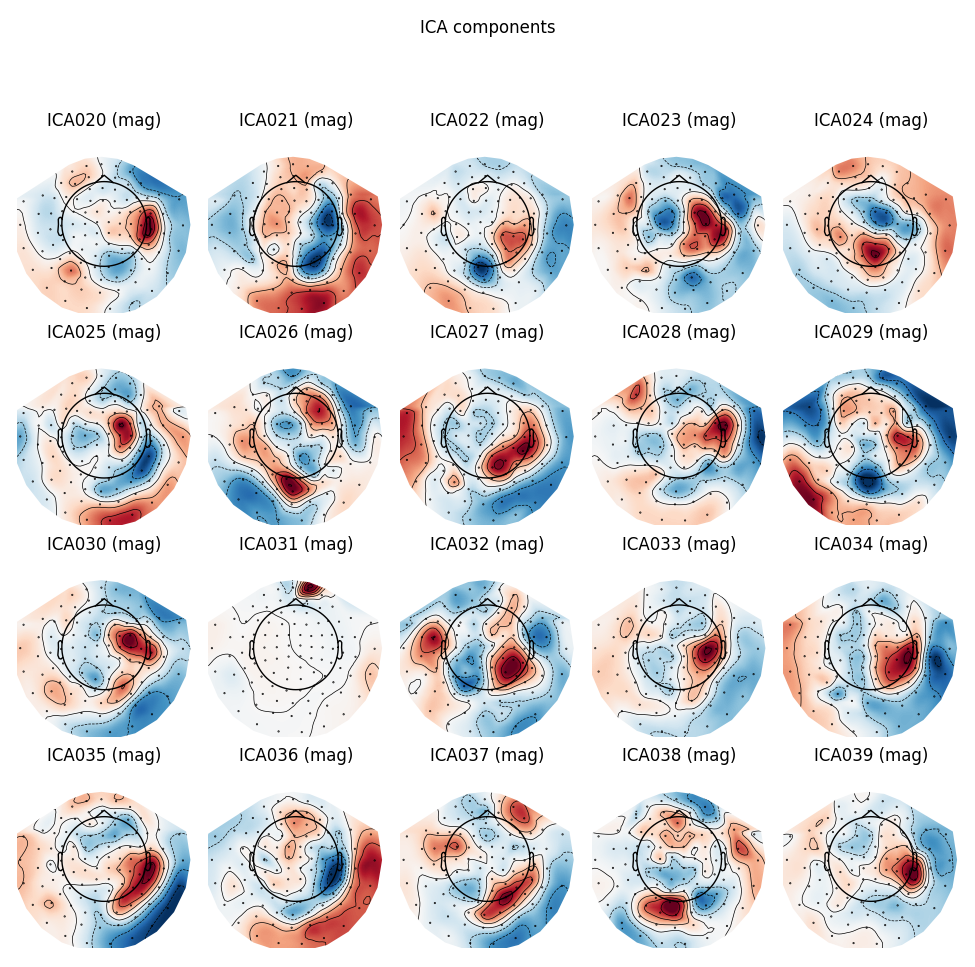 ICA components
ICA020 (mag) ICA021 (mag) ICA022 (mag) ICA023 (mag) ICA024 (mag)
ICA025 (mag) ICA026 (mag) ICA027 (mag) ICA028 (mag) ICA029 (mag)
ICA030 (mag) ICA031 (mag) ICA032 (mag) ICA033 (mag) ICA034 (mag)
ICA035 (mag) ICA036 (mag) ICA037 (mag) ICA038 (mag) ICA039 (mag)